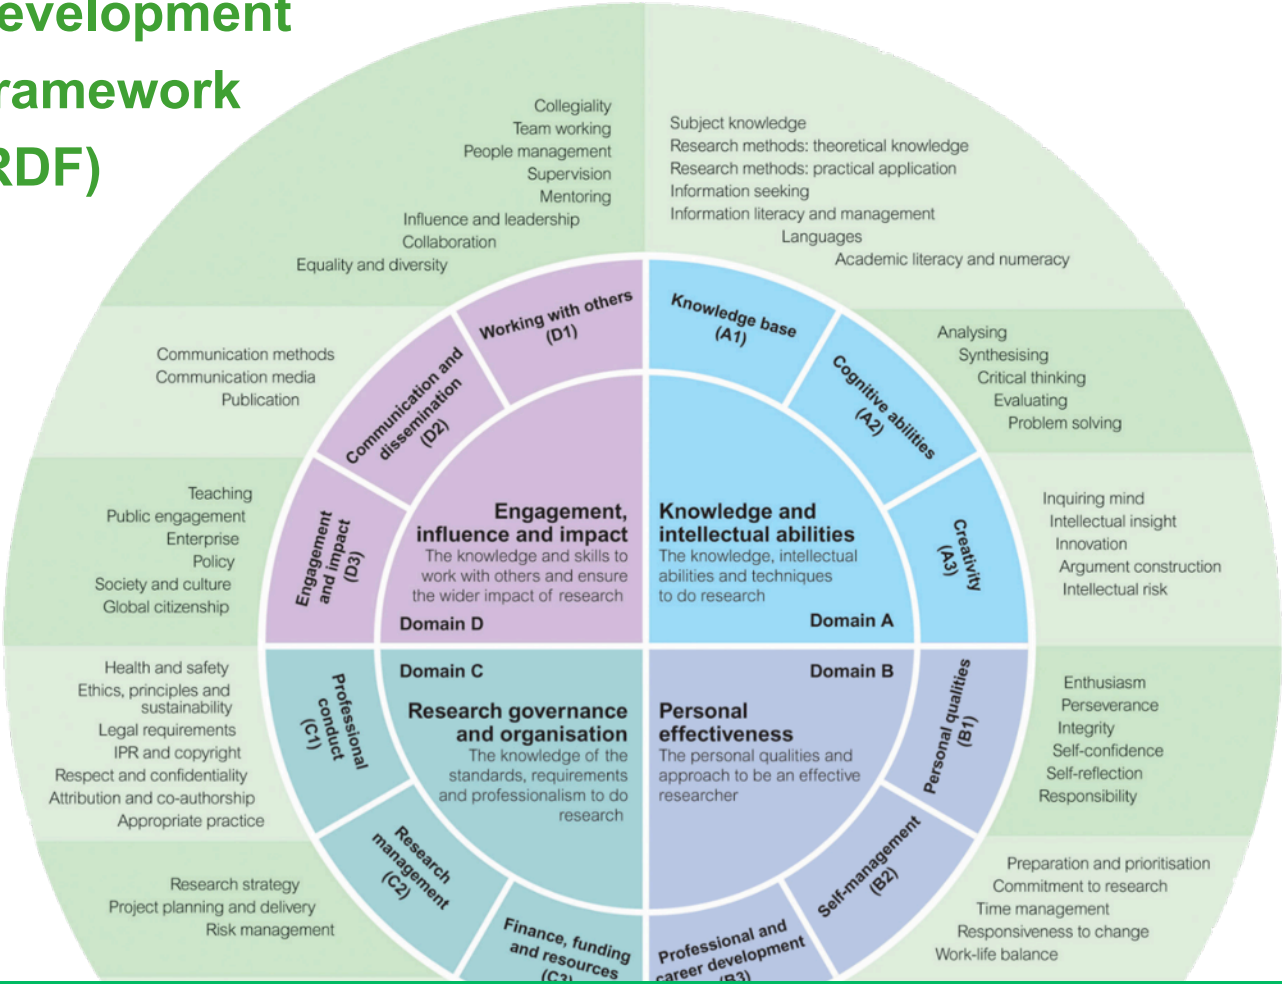 evelopment
ramework
RDF)
Collegiality
Team working
People management
Supervision
Mentoring
Influence and leadership
Collaboration
Equality and diversity
Subject knowledge
Research methods: theoretical knowledge
Research methods: practical application
Information seeking
Information literacy and management
Languages
Academic literacy and numeracy
Working with others
(D1)
Knowledge base
(A1)
Communication methods
Communication media
Publication
Communication and
dissemination
(D2)
Cognitive abilities
(A2)
Analysing
Synthesising
Critical thinking
Evaluating
Problem solving
Teaching
Public engagement
Enterprise
Policy
Society and culture
Global citizenship
Engagement
and impact
(D3)
Engagement,
influence and impact
The knowledge and skills to
work with others and ensure
the wider impact of research
Domain D
Knowledge and
intellectual abilities
The knowledge, intellectual
abilities and techniques
to do research
Domain A
Creativity
(A3)
Inquiring mind
Intellectual insight
Innovation
Argument construction
Intellectual risk
Health and safety
Ethics, principles and
sustainability
Legal requirements
IPR and copyright
Respect and confidentiality
Attribution and co-authorship
Appropriate practice
Professional
conduct
(C1)
Domain C
Research governance
and organisation
The knowledge of the
standards, requirements
and professionalism to do
research
Domain B
Personal
effectiveness
The personal qualities and
approach to be an effective
researcher
Personal qualities
(B1)
Enthusiasm
Perseverance
Integrity
Self-confidence
Self-reflection
Responsibility
Research strategy
Project planning and delivery
Risk management
Research
management
(C2)
Finance, funding
and resources
(C3)
Professional and
career development
(B3)
Self-management
(B2)
Preparation and prioritisation
Commitment to research
Time management
Responsiveness to change
Work-life balance